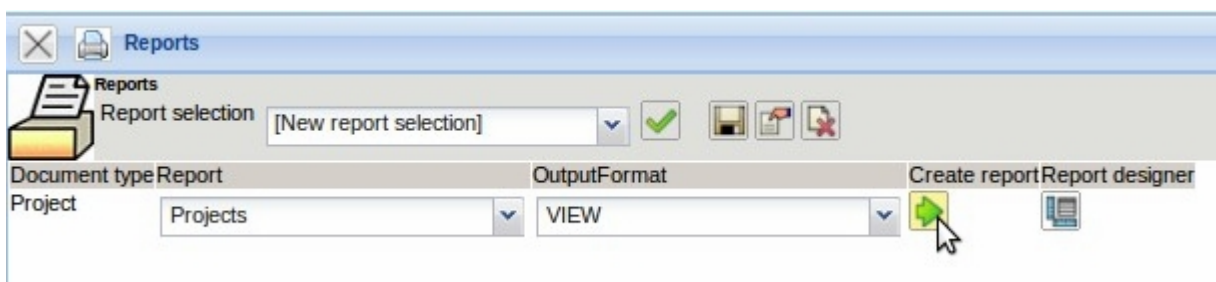 Reports
Reports
Report selection [New report selection]
Document type Report OutputFormat Create report Report designer
Project Projects VIEW